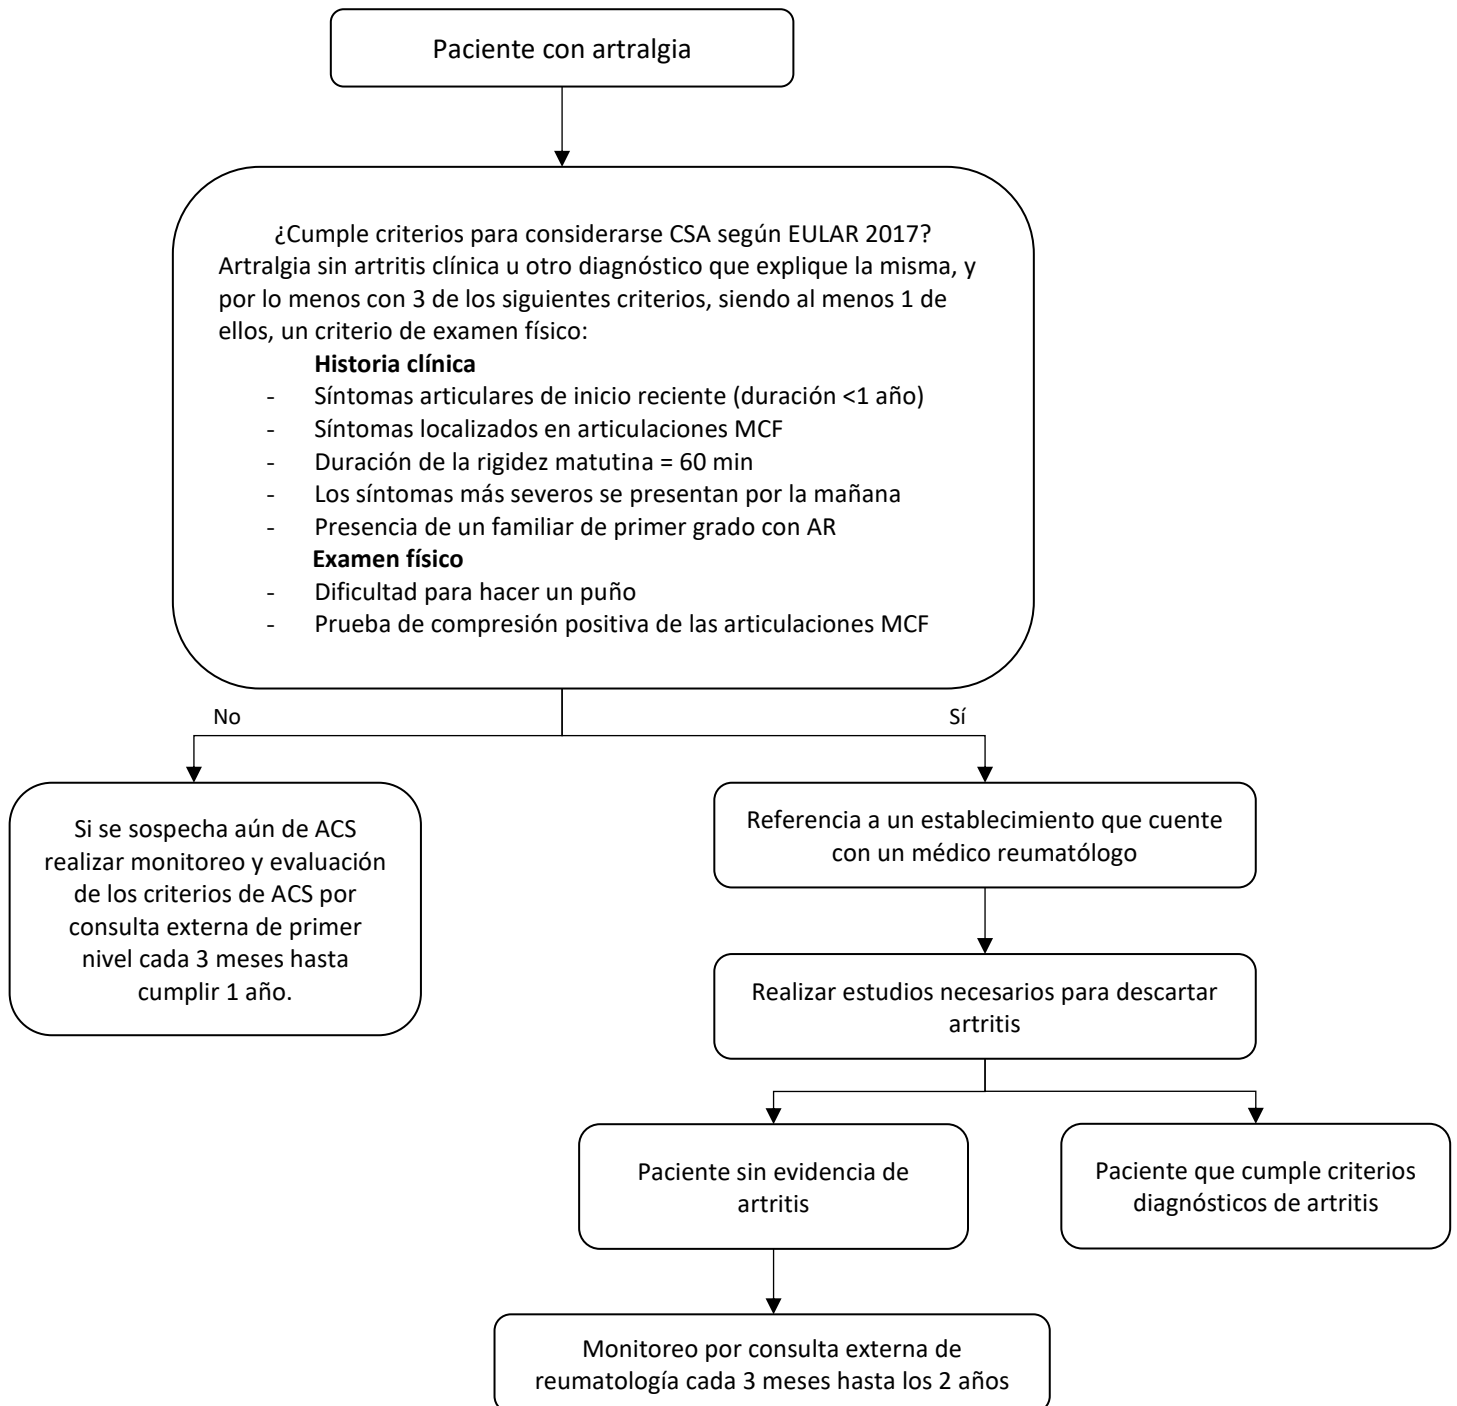 Paciente con artralgia
¿Cumple criterios para considerarse CSA según EULAR 2017?
Artralgia sin artritis clínica u otro diagnóstico que explique la misma, y
por lo menos con 3 de los siguientes criterios, siendo al menos 1 de
ellos, un criterio de examen físico:
Historia clínica
- Síntomas articulares de inicio reciente (duración <1 año)
- Síntomas localizados en articulaciones MCF
- Duración de la rigidez matutina = 60 min
- Los síntomas más severos se presentan por la mañana
- Presencia de un familiar de primer grado con AR
Examen físico
- Dificultad para hacer un puño
- Prueba de compresión positiva de las articulaciones MCF
No
Sí
Si se sospecha aún de ACS
realizar monitoreo y evaluación
de los criterios de ACS por
consulta externa de primer
nivel cada 3 meses hasta
cumplir 1 año.
Referencia a un establecimiento que cuente
con un médico reumatólogo
Realizar estudios necesarios para descartar
artritis
Paciente sin evidencia de
artritis
Paciente que cumple criterios
diagnósticos de artritis
Monitoreo por consulta externa de
reumatología cada 3 meses hasta los 2 años